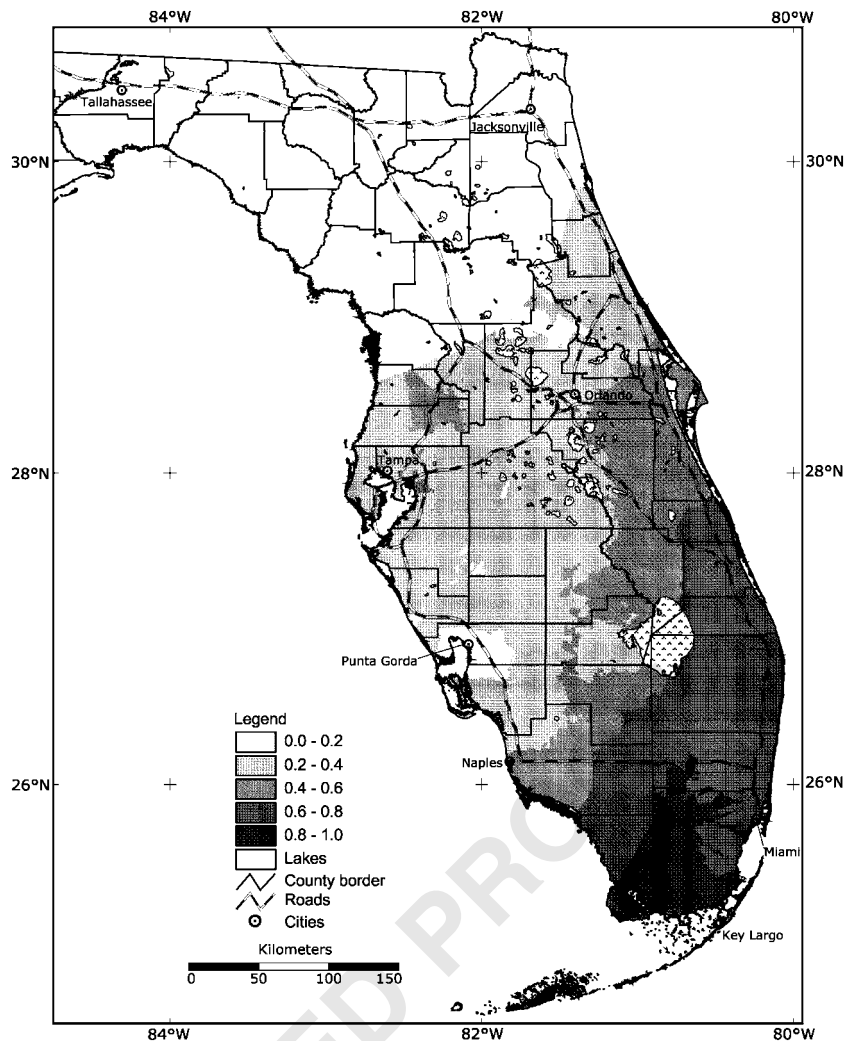 84°W 82°W 80°W
Tallahassee
Jacksonville
30°N 30°N
Orlando
28°N Tampa 28°N
Punta Gorda
Legend
0.0 - 0.2
0.2 - 0.4
Naples
26°N 26°N
0.4 - 0.6
0.6 - 0.8
0.8 - 1.0
Lakes
Miami
County border
Roads
Cities
Key Largo
Kilometers
0 50 100 150
84°W 82°W 80°W
ED PRO